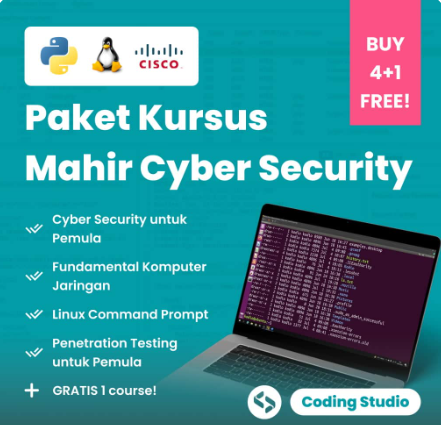 CISCO
BUY
4+1
FREE!
Paket Kursus
Mahir Cyber Security
Cyber Security untuk
Pemula
Fundamental Komputer
Jaringan
Linux Command Prompt
Penetration Testing
untuk Pemula
+ GRATIS 1 course!
Coding Studio